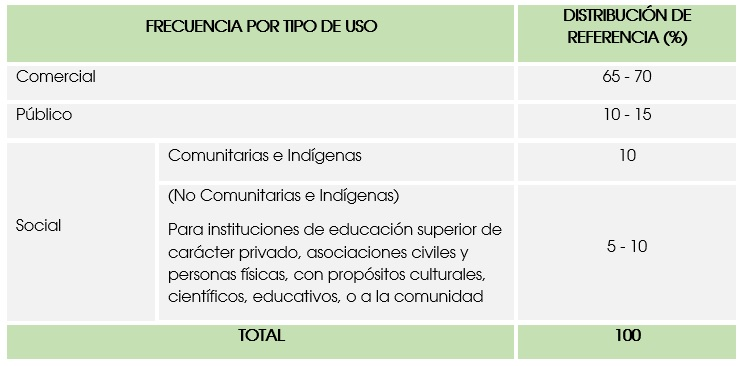 FRECUENCIA POR TIPO DE USO
DISTRIBUCIÓN DE
REFERENCIA (%)
Comercial
65 - 70
Público
10 - 15
Social
Comunitarias e Indígenas
10
(No Comunitarias e Indígenas)
Para instituciones de educación superior de
carácter privado, asociaciones civiles y
personas físicas, con propósitos culturales,
científicos, educativos, o a la comunidad
5 - 10
TOTAL
100